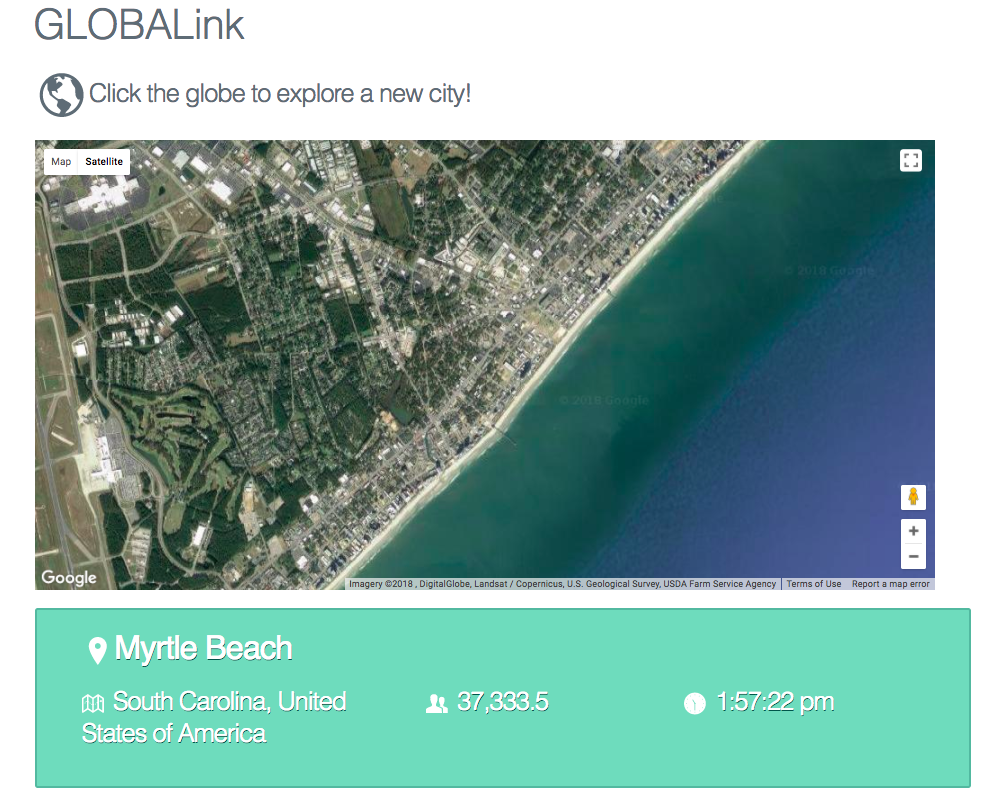 GLOBALink
Click the globe to explore a new city!
Map Satellite
© 2018 Google
© 2018 Google
Google
Imagery ©2018 , DigitalGlobe, Landsat / Copernicus, U.S. Geological Survey, USDA Farm Service Agency Terms of Use Report a map error
Myrtle Beach
South Carolina, United 37,333.5 1:57:22 pm
States of America